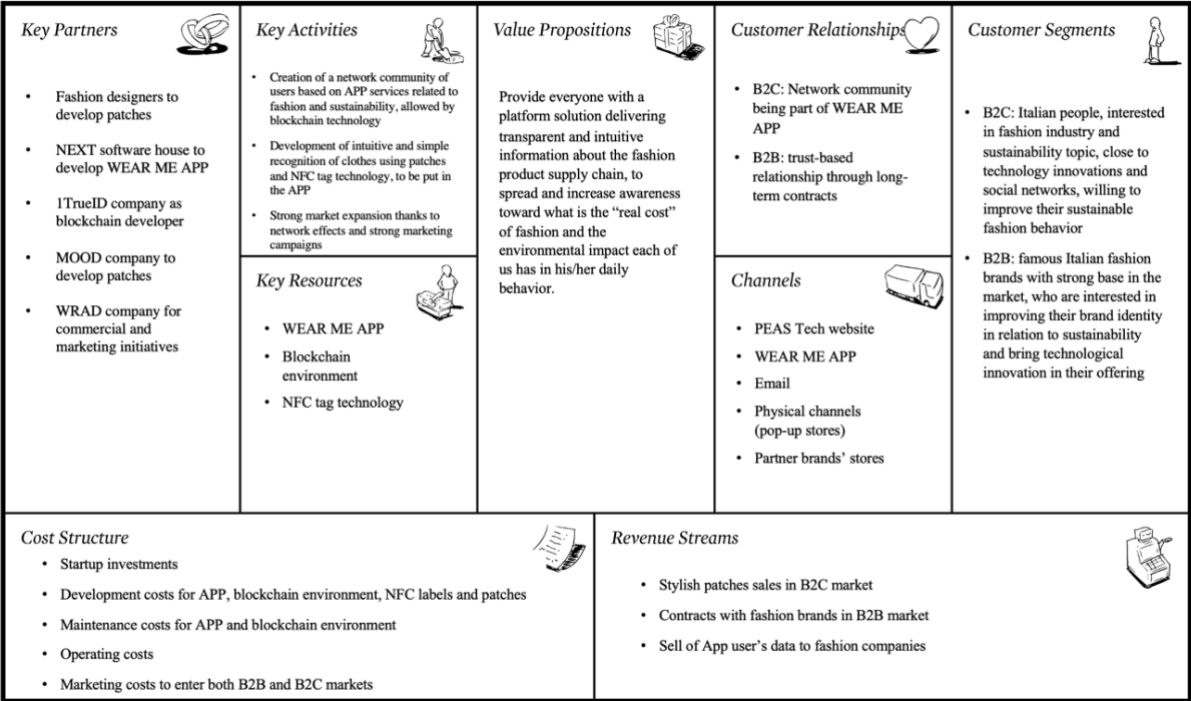 Key Partners
• Fashion designers to
develop patches
• NEXT software house to
develop WEAR ME APP
• 1TrueID company as
blockchain developer
• MOOD company to
develop patches
• WRAD company for
commercial and
marketing initiatives
Key Activities
• Creation of a network community of
users based on APP services related to
fashion and sustainability, allowed by
blockchain technology
• Development of intuitive and simple
recognition of clothes using patches
and NFC tag technology, to be put in
the APP
• Strong market expansion thanks to
network effects and strong marketing
campaigns
Key Resources
• WEAR ME APP
• Blockchain
environment
• NFC tag technology
Value Propositions
Provide everyone with a
platform solution delivering
transparent and intuitive
information about the fashion
product supply chain, to
spread and increase awareness
toward what is the “real cost”
of fashion and the
environmental impact each of
us has in his/her daily
behavior.
Customer Relationships
• B2C: Network community
being part of WEAR ME
APP
• B2B: trust-based
relationship through long-
term contracts
Channels
• PEAS Tech website
• WEAR ME APP
• Email
• Physical channels
(pop-up stores)
• Partner brands’ stores
Customer Segments
• B2C: Italian people, interested
in fashion industry and
sustainability topic, close to
technology innovations and
social networks, willing to
improve their sustainable
fashion behavior
• B2B: famous Italian fashion
brands with strong base in the
market, who are interested in
improving their brand identity
in relation to sustainability
and bring technological
innovation in their offering
Cost Structure
• Startup investments
• Development costs for APP, blockchain environment, NFC labels and patches
• Maintenance costs for APP and blockchain environment
• Operating costs
• Marketing costs to enter both B2B and B2C markets
Revenue Streams
• Stylish patches sales in B2C market
• Contracts with fashion brands in B2B market
• Sell of App user’s data to fashion companies